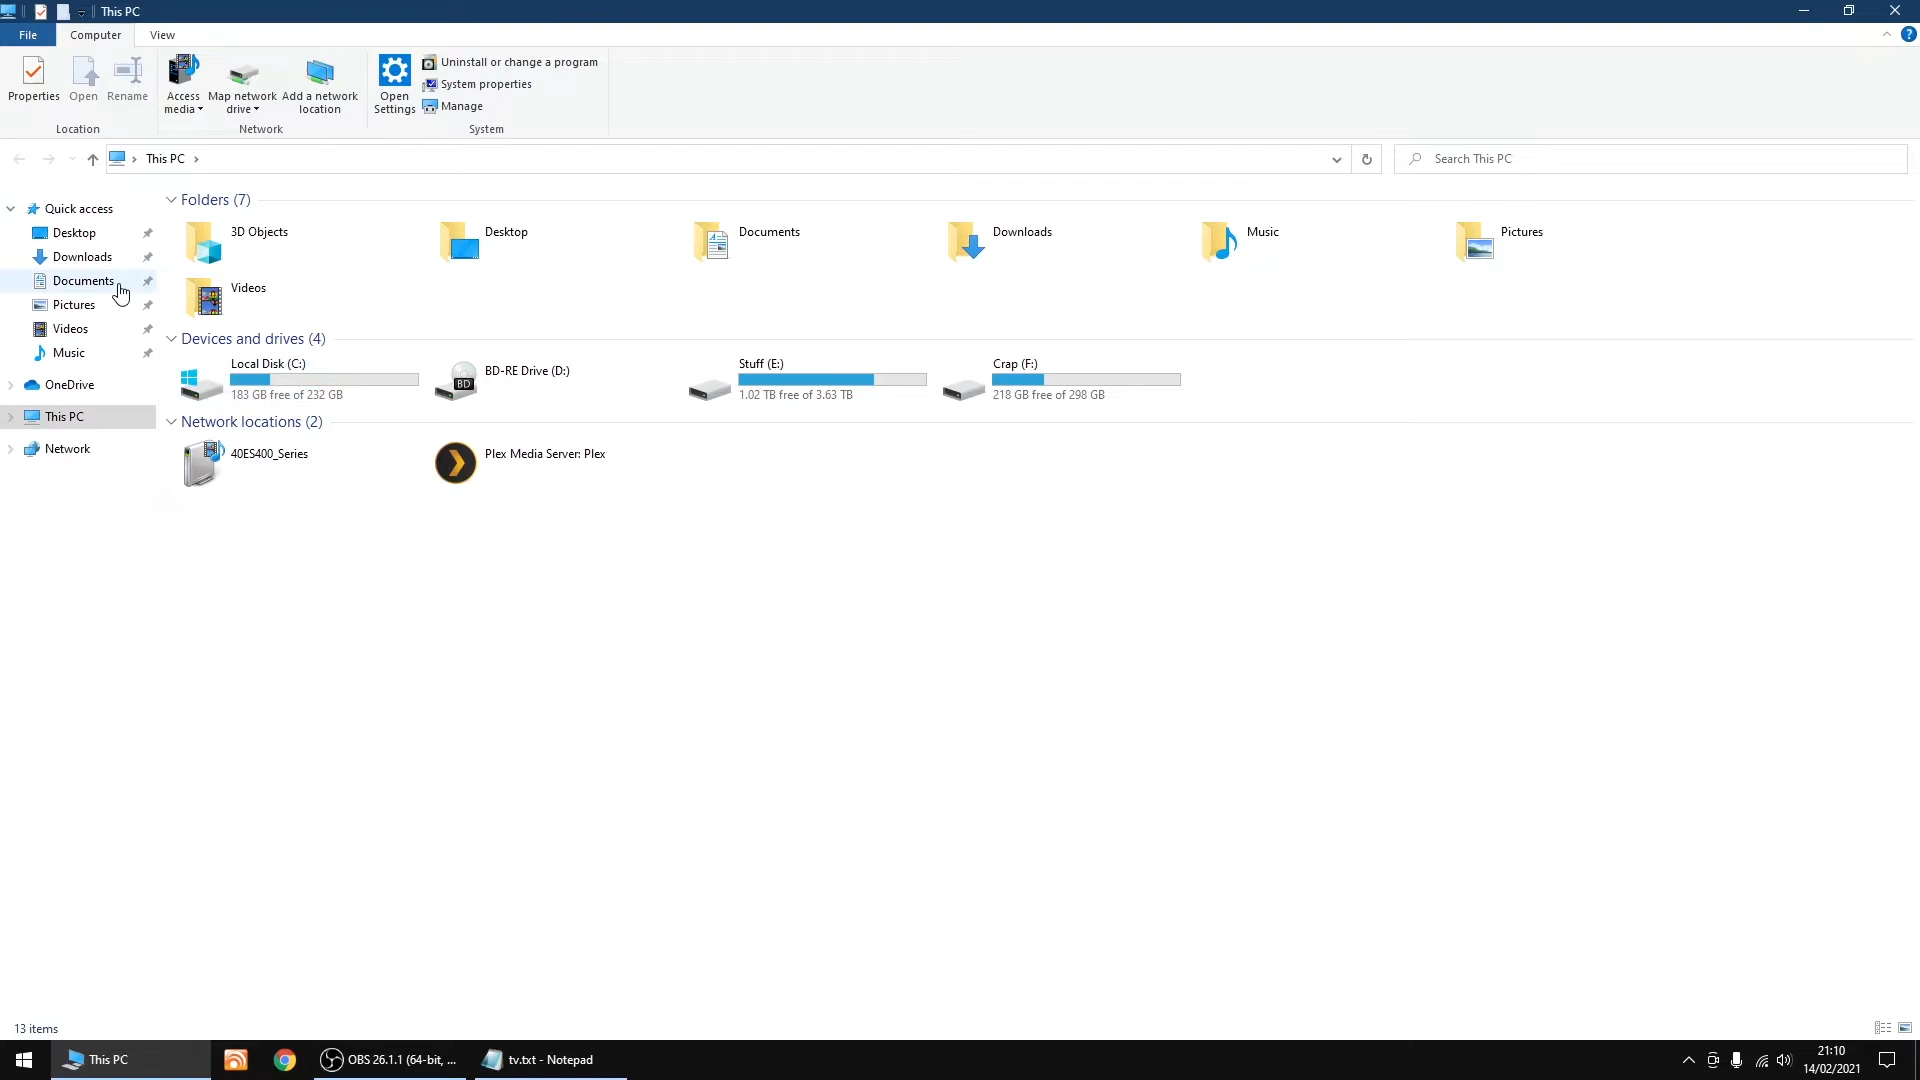 This PC
File Computer View
Properties Open Rename
Access media
Map network drive
Add a network location
Open Settings
Uninstall or change a program
System properties
Manage
Location Network System
This PC
Search This PC
Quick access
Desktop
Downloads
Documents
Pictures
Videos
Music
OneDrive
This PC
Network
Folders (7)
3D Objects Desktop Documents Downloads Music Pictures
Videos
Devices and drives (4)
Local Disk (C:)
183 GB free of 232 GB
BD
BD-RE Drive (D:)
Stuff (E:)
1.02 TB free of 3.63 TB
Crap (F:)
218 GB free of 298 GB
Network locations (2)
40ES400_Series
Plex Media Server: Plex
13 items
This PC
OBS 26.1.1 (64-bit, ...
tv.txt - Notepad
21:10
14/02/2021